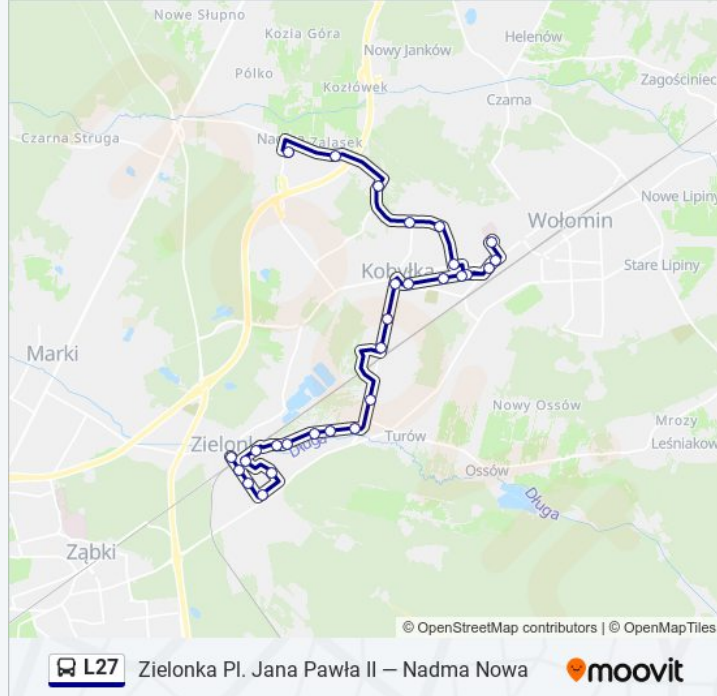 Nowe Słupno
Kozia Góra
Helenów
Nowy Janków
Pólko
Zagościniec
Kozłówek
Czarna
Czarna Struga
Zalasek
Nowe Lipiny
Wołomin
Stare Lipiny
Kobyłka
Marki
Nowy Ossów
Mrozy
Zielonka
Długa
Turów
Leśniakow
Ossów
Długa
Ząbki
© OpenStreetMap contributors | © OpenMapTiles
L27 Zielonka Pl. Jana Pawła II — Nadma Nowa
moovit